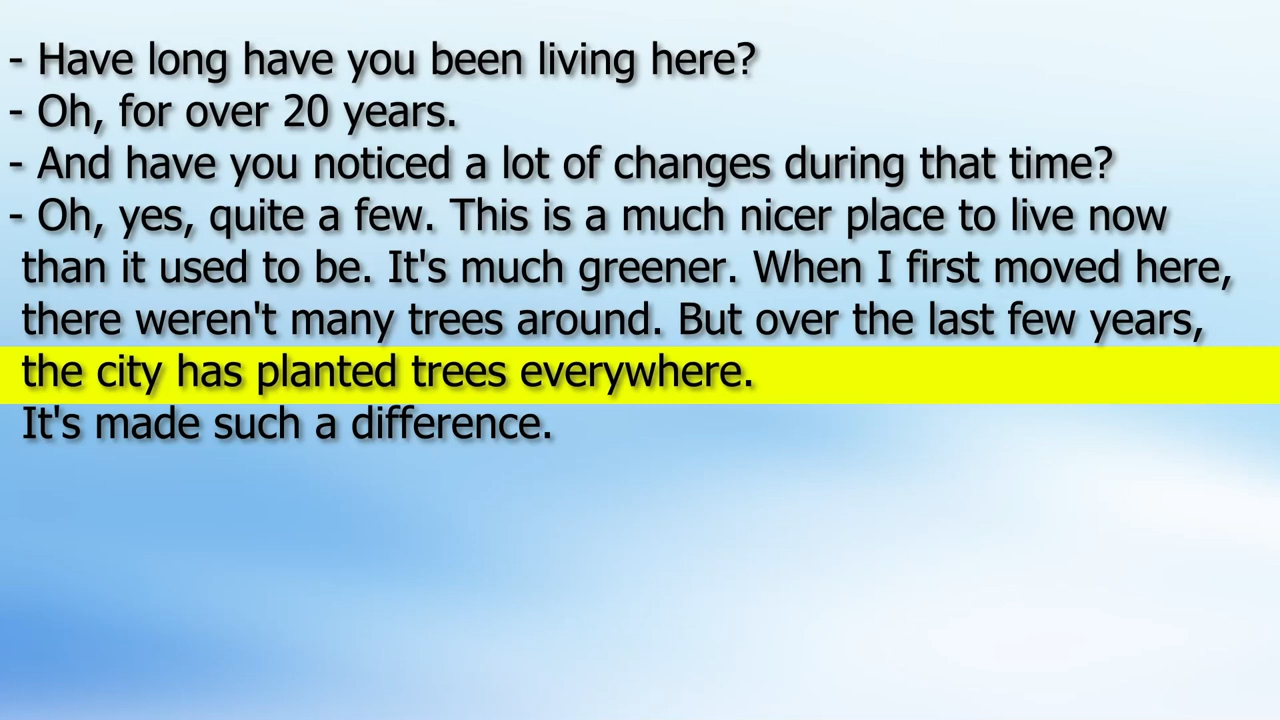 - Have long have you been living here?
- Oh, for over 20 years.
- And have you noticed a lot of changes during that time?
- Oh, yes, quite a few. This is a much nicer place to live now
than it used to be. It's much greener. When I first moved here,
there weren't many trees around. But over the last few years,
the city has planted trees everywhere.
It's made such a difference.